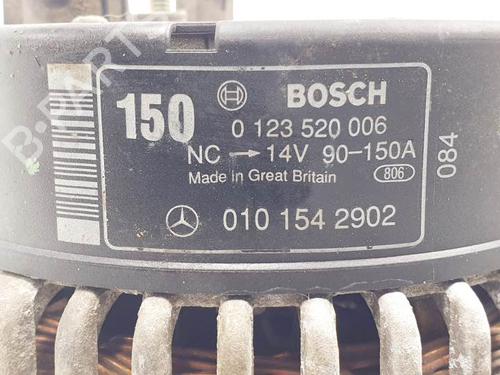 150 BOSCH
0 123 520 006
NC → 14V 90-150A
Made in Great Britain 806
084
010 154 2902
B-PARTS